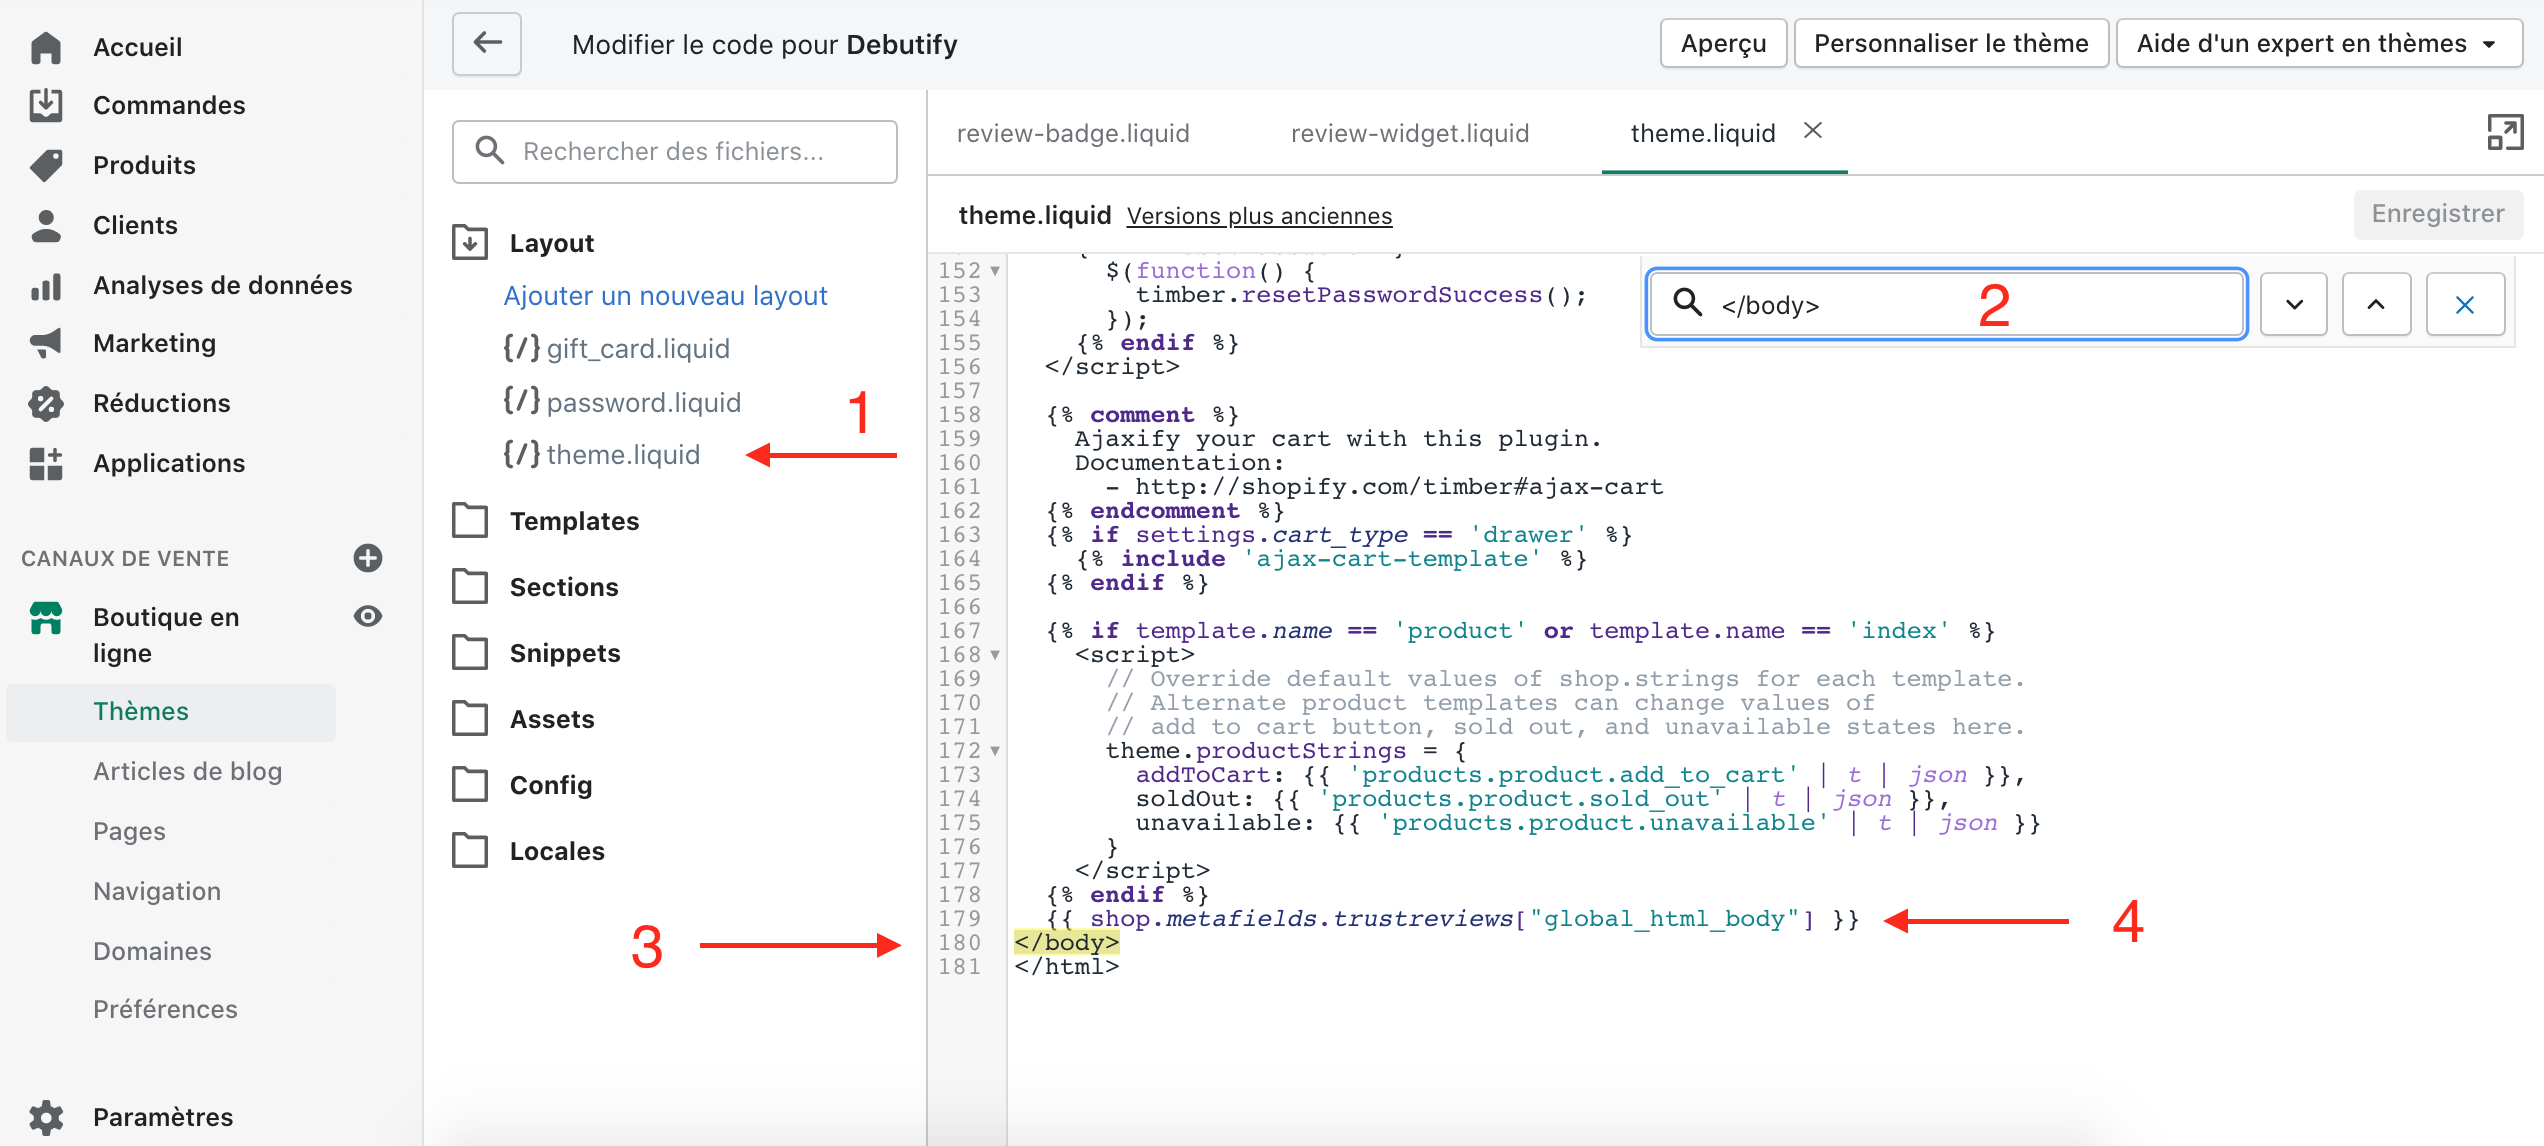 Accueil
Commandes
Produits
Clients
Analyses de données
Marketing
Réductions
Applications
CANAUX DE VENTE
Boutique en
ligne
Thèmes
Articles de blog
Pages
Navigation
Domaines
Préférences
Paramètres
Modifier le code pour Debutify
Aperçu
Personnaliser le thème
Aide d'un expert en thèmes
Rechercher des fichiers...
Layout
Ajouter un nouveau layout
{/} gift_card.liquid
{/} password.liquid
1
{/} theme.liquid
Templates
Sections
Snippets
Assets
Config
Locales
3
review-badge.liquid
review-widget.liquid
theme.liquid
theme.liquid Versions plus anciennes
Enregistrer
</body>
2
152 $(function() {
153 timber.resetPasswordSuccess();
154 });
155 {% endif %}
156 </script>
157
158 {% comment %}
159 Ajaxify your cart with this plugin.
160 Documentation:
161 - http://shopify.com/timber#ajax-cart
162 {% endcomment %}
163 {% if settings.cart_type == 'drawer' %}
164 {% include 'ajax-cart-template' %}
165 {% endif %}
166
167 {% if template.name == 'product' or template.name == 'index' %}
168 <script>
169 // Override default values of shop.strings for each template.
170 // Alternate product templates can change values of
171 // add to cart button, sold out, and unavailable states here.
172 theme.productStrings = {
173 addToCart: {{ 'products.product.add_to_cart' | t | json }},
174 soldOut: {{ 'products.product.sold_out' | t | json }},
175 unavailable: {{ 'products.product.unavailable' | t | json }}
176 }
177 </script>
178 {% endif %}
179 {{ shop.metafields.trustreviews["global_html_body"] }}
4
180 </body>
181 </html>